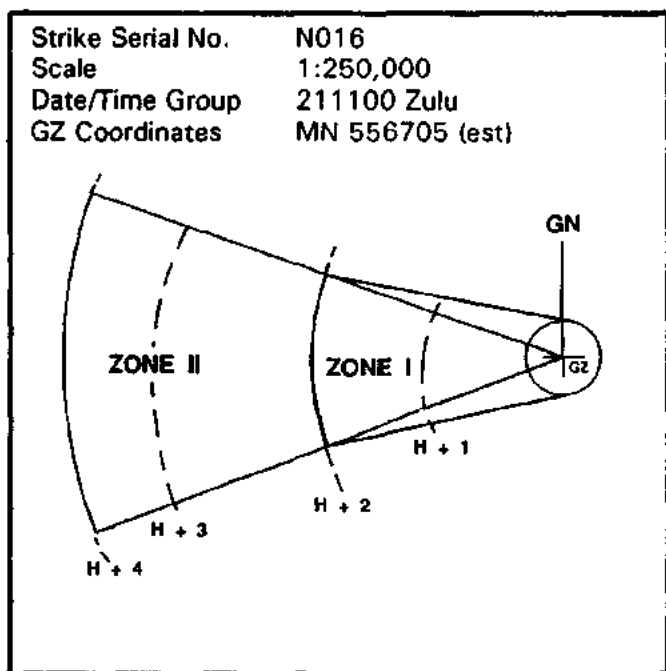 Strike Serial No. N016
Scale 1:250,000
Date/Time Group 211100 Zulu
GZ Coordinates MN 556705 (est)
GN
ZONE II
ZONE I
GZ
H + 1
H + 2
H + 3
H + 4